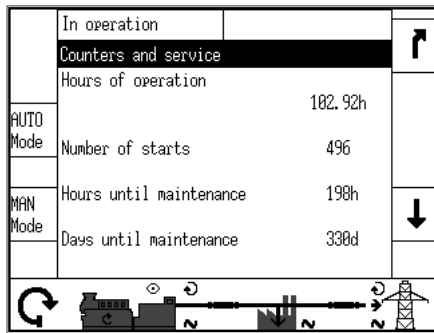 In operation
Counters and service
Hours of operation
102.92h
AUTO
Mode
Number of starts 496
Hours until maintenance 198h
MAN
Mode
Days until maintenance 330d